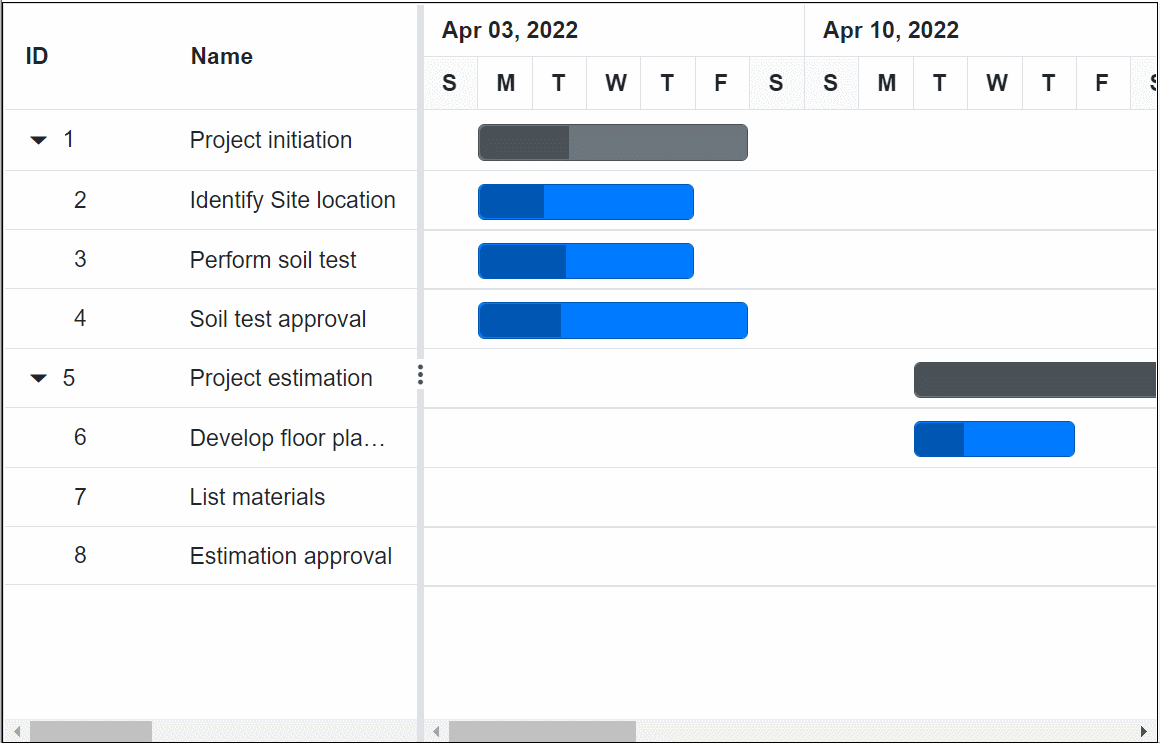 ID Name Apr 03, 2022 Apr 10, 2022
S M T W T F S S M T W T F S
1 Project initiation
2 Identify Site location
3 Perform soil test
4 Soil test approval
5 Project estimation
6 Develop floor pla…
7 List materials
8 Estimation approval